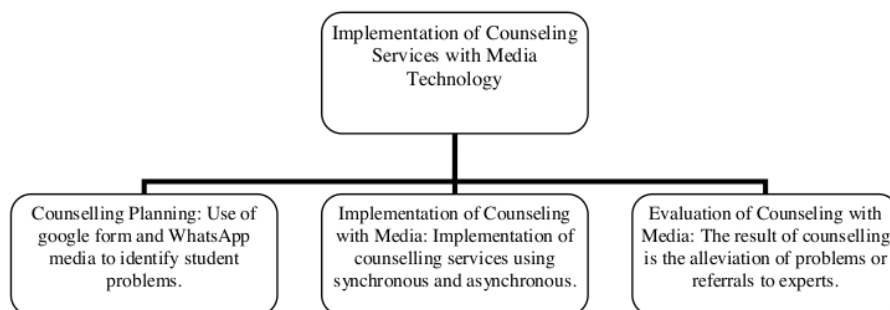 Implementation of Counseling
Services with Media
Technology
Counselling Planning: Use of
google form and WhatsApp
media to identify student
problems.
Implementation of Counseling
with Media: Implementation of
counselling services using
synchronous and asynchronous.
Evaluation of Counseling with
Media: The result of counselling
is the alleviation of problems or
referrals to experts.